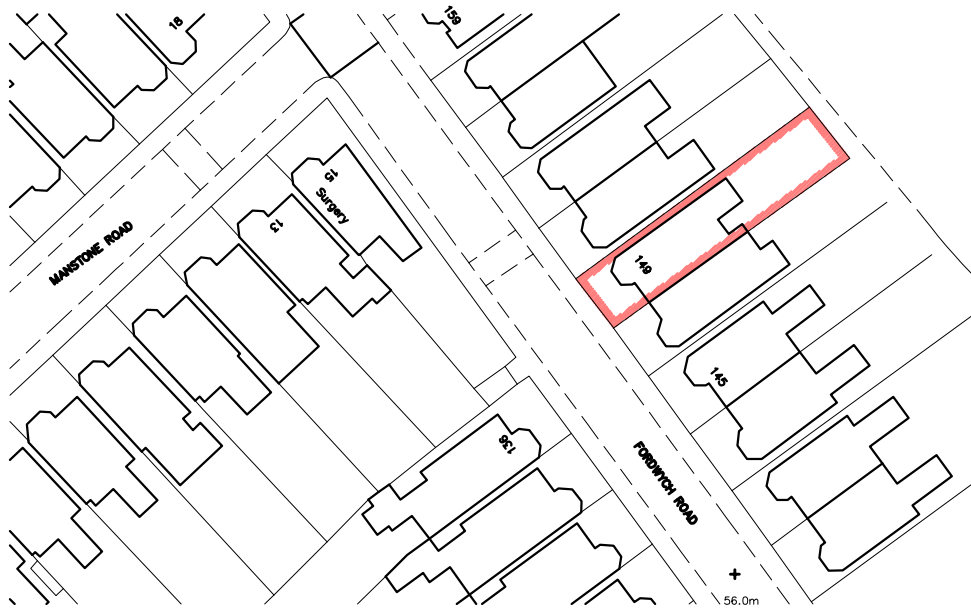 18
159
15
Surgery
13
MANSTONE ROAD
149
145
136
FORDWYCH ROAD
56.0m